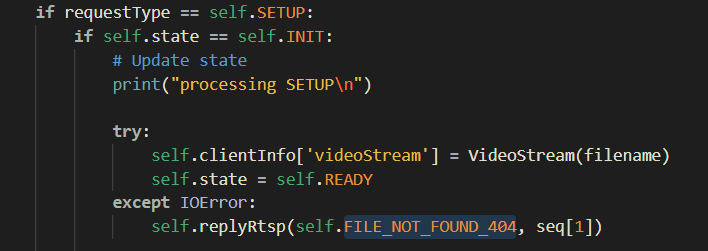 if requestType == self.SETUP:
if self.state == self.INIT:
# Update state
print("processing SETUP\n")
try:
self.clientInfo['videoStream'] = VideoStream(filename)
self.state = self.READY
except IOError:
self.replyRtsp(self.FILE_NOT_FOUND_404, seq[1])